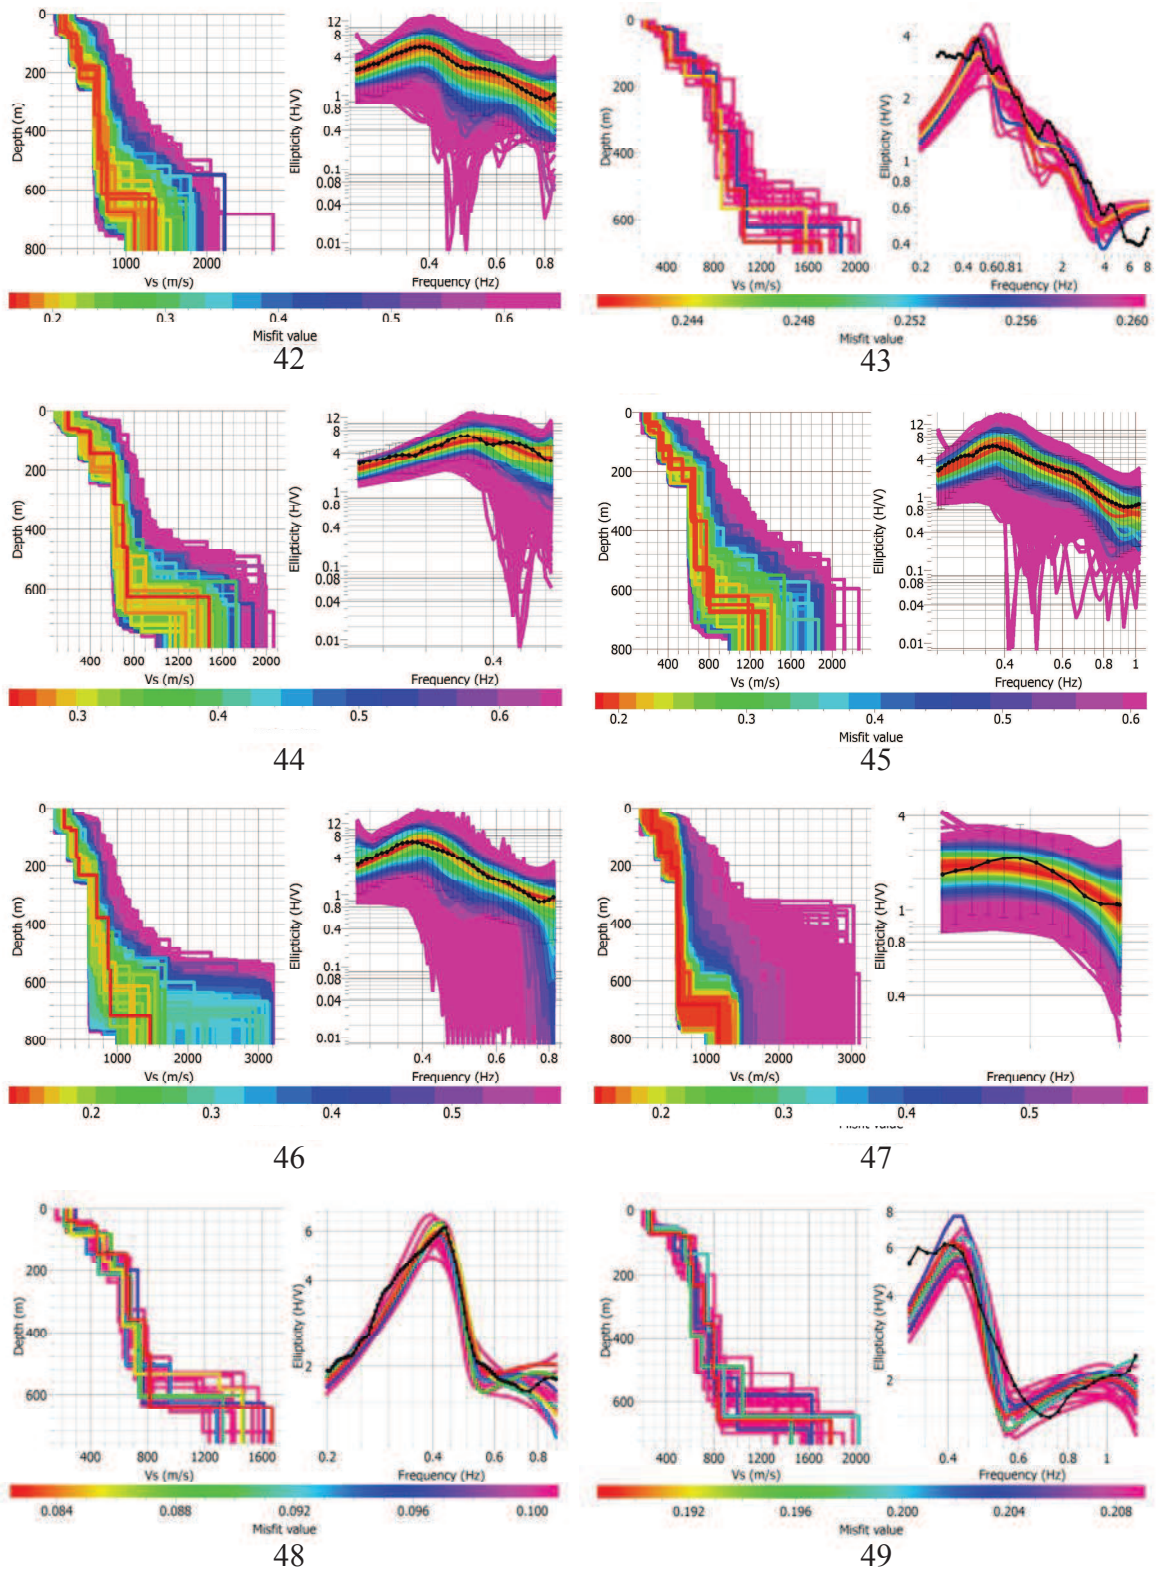 0
200
400
600
800
Depth (m)
1000 2000
Vs (m/s)
12
8
4
1
0.8
0.4
0.1
0.08
0.04
0.01
Ellipticity (H/V)
0.4 0.6 0.8
Frequency (Hz)
0.2 0.3 0.4 0.5 0.6
Misfit value
42
0
200
400
600
Depth (m)
400 800 1200 1600 2000
Vs (m/s)
4
2
1
0.8
0.6
0.4
Ellipticity (H/V)
0.2 0.4 0.60.81 2 4 6 8
Frequency (Hz)
0.244 0.248 0.252 0.256 0.260
Misfit value
43
0
200
400
600
Depth (m)
400 800 1200 1600 2000
Vs (m/s)
12
8
4
1
0.8
0.4
0.1
0.08
0.04
0.01
Ellipticity (H/V)
0.4
Frequency (Hz)
0.3 0.4 0.5 0.6
44
0
200
400
600
800
Depth (m)
400 800 1200 1600 2000
Vs (m/s)
12
8
4
1
0.8
0.4
0.1
0.08
0.04
0.01
Ellipticity (H/V)
0.4 0.6 0.8 1
Frequency (Hz)
0.2 0.3 0.4 0.5 0.6
Misfit value
45
0
200
400
600
800
Depth (m)
1000 2000 3000
Vs (m/s)
12
8
4
1
0.8
0.4
0.1
0.08
0.04
0.01
Ellipticity (H/V)
0.4 0.8
Frequency (Hz)
0.2 0.3 0.4 0.5
46
0
200
400
600
800
Depth (m)
1000 2000 3000
Vs (m/s)
4
1
0.8
0.4
Ellipticity (H/V)
Frequency (Hz)
0.2 0.3 0.4 0.5
47
0
200
400
600
Depth (m)
400 800 1200 1600
Vs (m/s)
6
4
2
Ellipticity (H/V)
0.2 0.4 0.6 0.8
Frequency (Hz)
0.084 0.088 0.092 0.096 0.100
Misfit value
48
0
200
400
600
Depth (m)
400 800 1200 1600 2000
Vs (m/s)
8
6
4
2
Ellipticity (H/V)
0.4 0.6 0.8 1
Frequency (Hz)
0.192 0.196 0.200 0.204 0.208
Misfit value
49